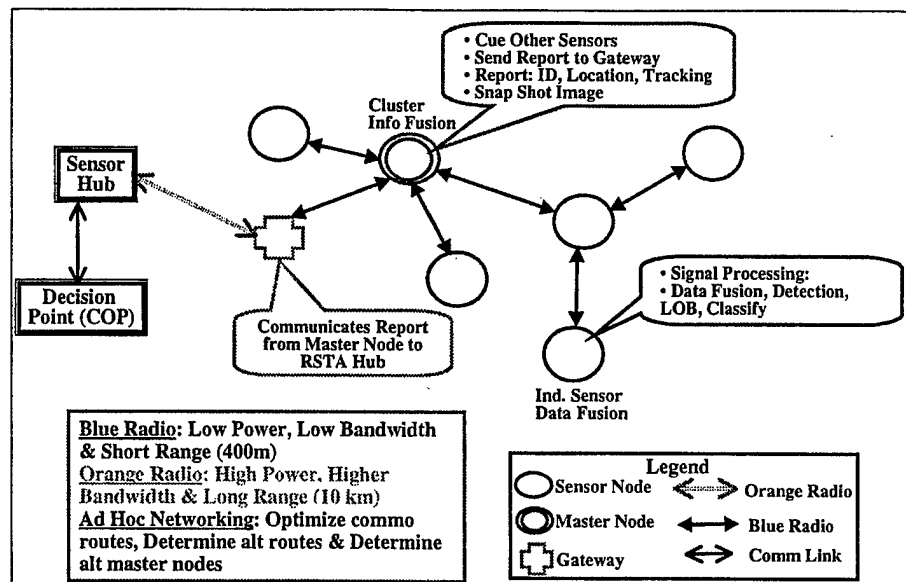 • Cue Other Sensors
• Send Report to Gateway
• Report: ID, Location, Tracking
• Snap Shot Image
Cluster
Info Fusion
Sensor
Hub
Decision
Point (COP)
Communicates Report
from Master Node to
RSTA Hub
• Signal Processing:
• Data Fusion, Detection,
LOB, Classify
Ind. Sensor
Data Fusion
Blue Radio: Low Power, Low Bandwidth
& Short Range (400m)
Orange Radio: High Power, Higher
Bandwidth & Long Range (10 km)
Ad Hoc Networking: Optimize commo
routes, Determine alt routes & Determine
alt master nodes
Legend
Sensor Node
Orange Radio
Master Node
Blue Radio
Gateway
Comm Link